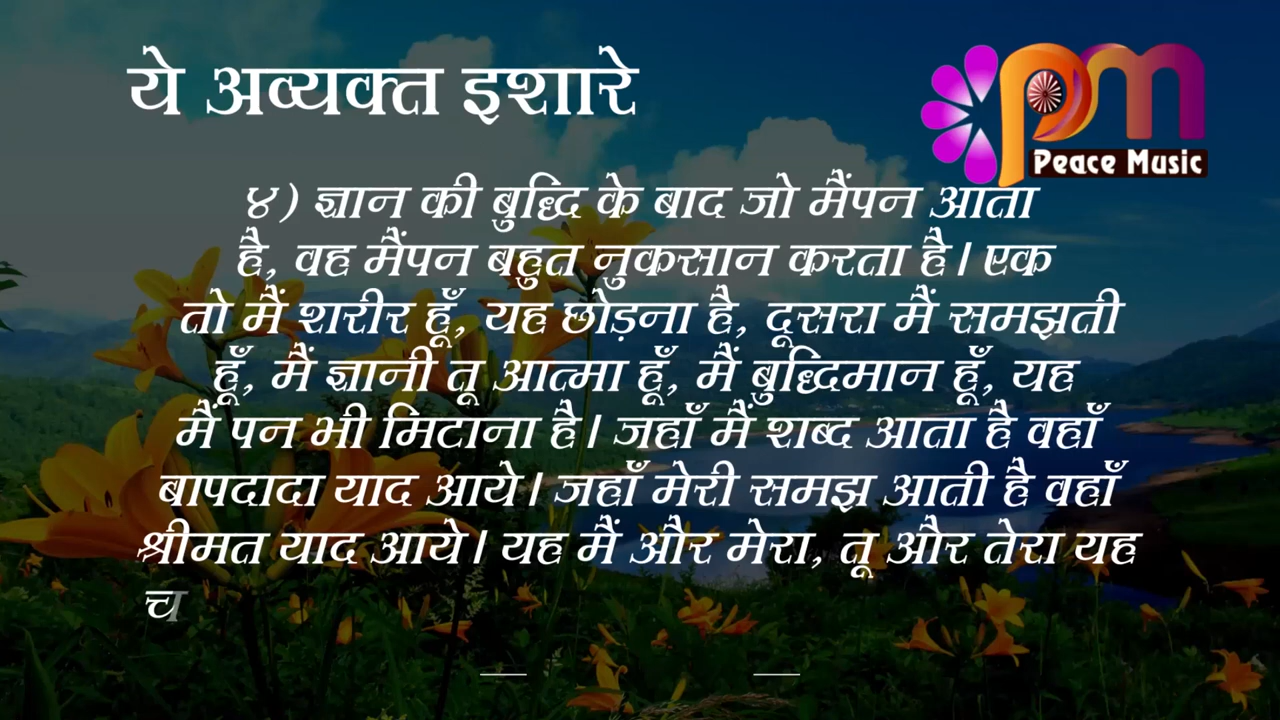 ये अव्यक्त इशारे
Peace Music
४) ज्ञान की बुद्धि के बाद जो मैंपन आता
है, वह मैंपन बहुत नुकसान करता है। एक
तो मैं शरीर हूँ, यह छोड़ना है, दूसरा मैं समझती
हूँ, मैं ज्ञानी तू आत्मा हूँ, मैं बुद्धिमान हूँ, यह
मैं पन भी मिटाना है। जहाँ मैं शब्द आता है वहाँ
बापदादा याद आये। जहाँ मेरी समझ आती है वहाँ
श्रीमत याद आये। यह मैं और मेरा, तू और तेरा यह